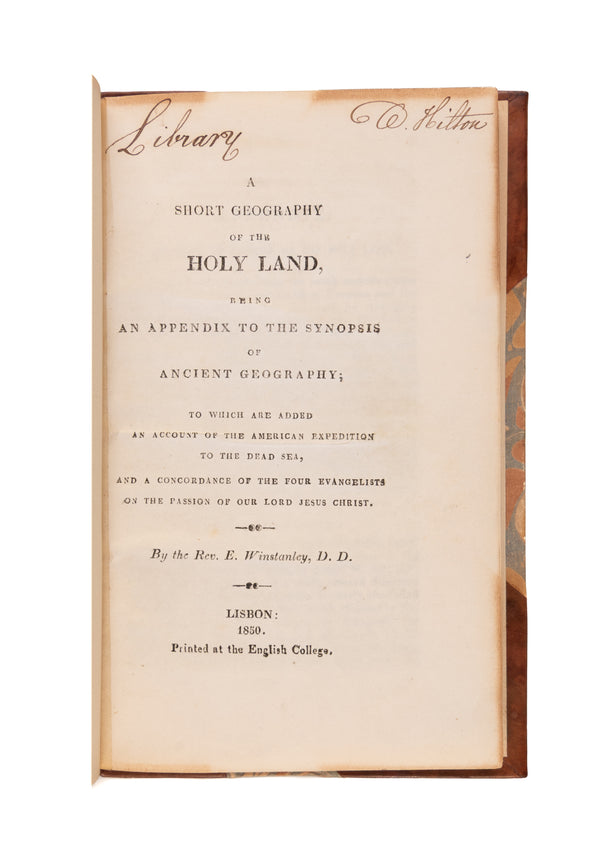 Library
C. Hilton
A
SHORT GEOGRAPHY
OF THE
HOLY LAND,
BEING
AN APPENDIX TO THE SYNOPSIS
OF
ANCIENT GEOGRAPHY;
TO WHICH ARE ADDED
AN ACCOUNT OF THE AMERICAN EXPEDITION
TO THE DEAD SEA,
AND A CONCORDANCE OF THE FOUR EVANGELISTS
ON THE PASSION OF OUR LORD JESUS CHRIST.
By the Rev. E. Winstanley, D. D.
LISBON:
1850.
Printed at the English College.